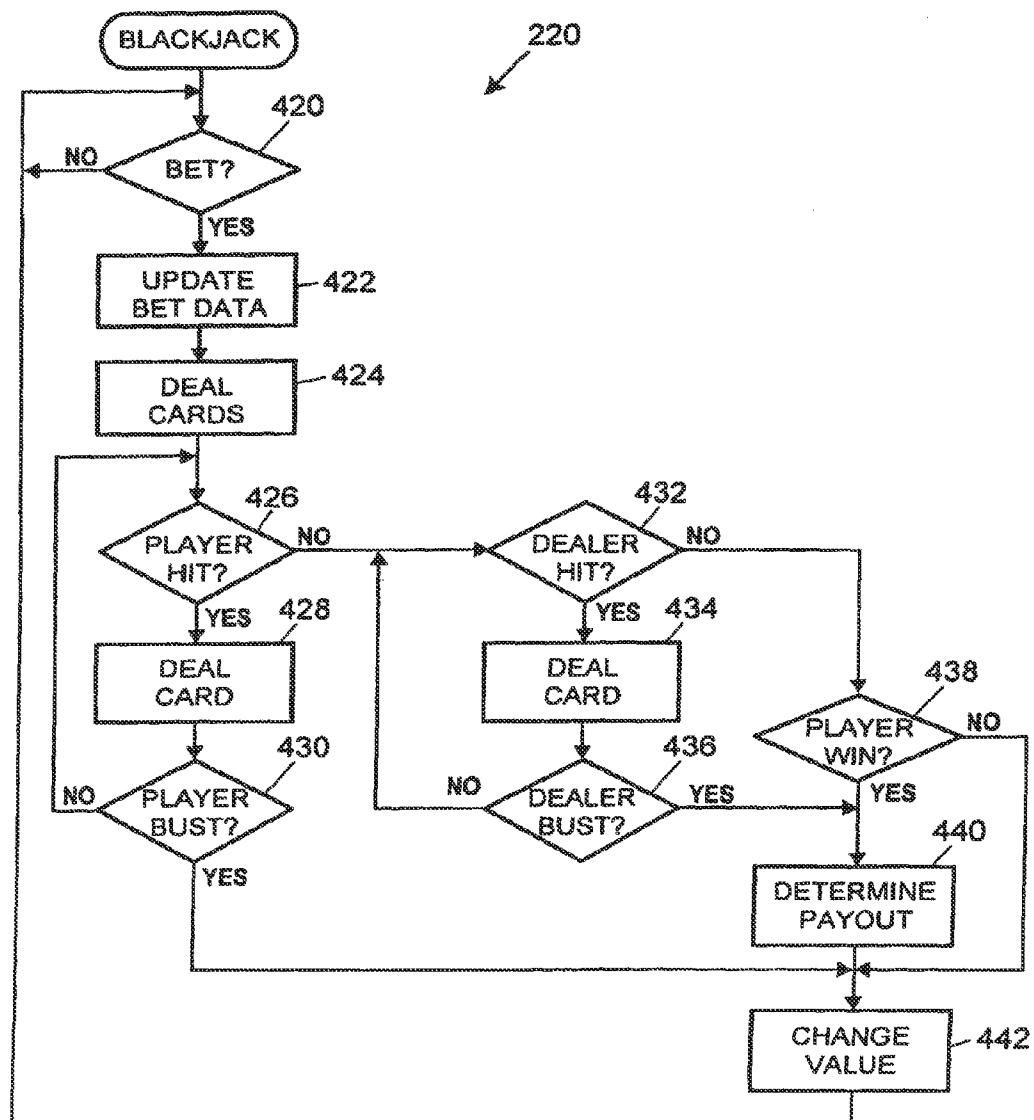 BLACKJACK
220
420
BET?
NO
YES
UPDATE
BET DATA
422
DEAL
CARDS
424
426
PLAYER
HIT?
NO
YES
432
DEALER
HIT?
NO
YES
428
DEAL
CARD
434
DEAL
CARD
438
PLAYER
WIN?
NO
YES
430
PLAYER
BUST?
NO
YES
436
DEALER
BUST?
NO
YES
440
DETERMINE
PAYOUT
CHANGE
VALUE
442